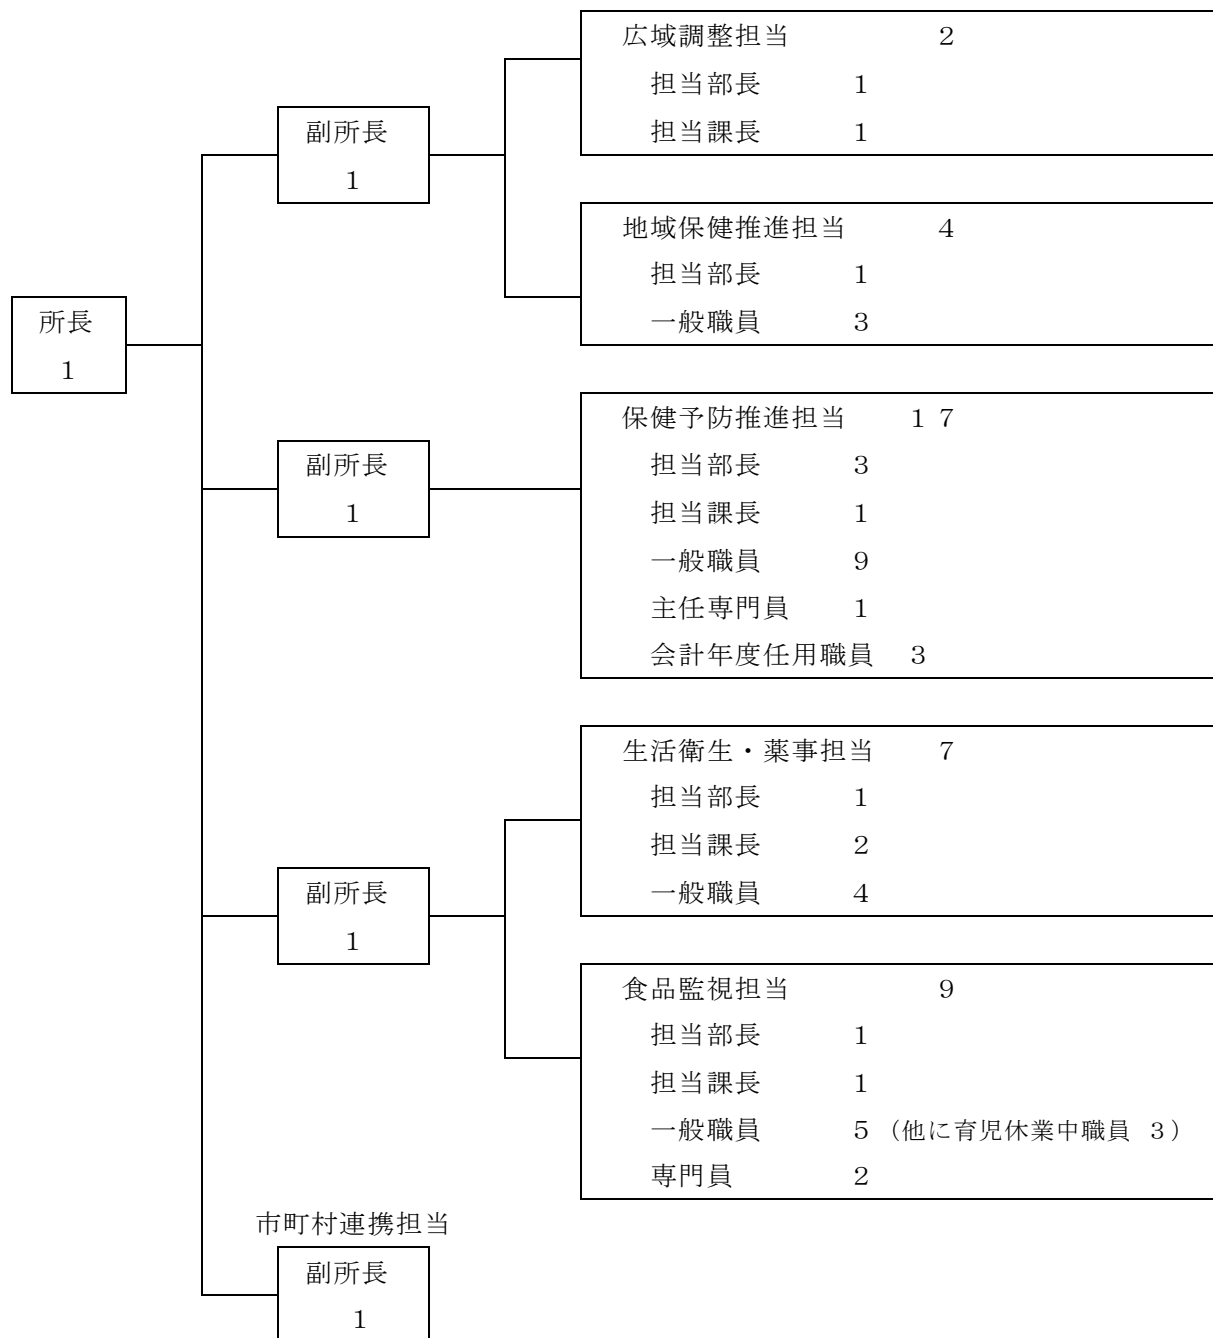 所長
1
副所長
1
広域調整担当 2
担当部長 1
担当課長 1
地域保健推進担当 4
担当部長 1
一般職員 3
副所長
1
保健予防推進担当 17
担当部長 3
担当課長 1
一般職員 9
主任専門員 1
会計年度任用職員 3
副所長
1
生活衛生・薬事担当 7
担当部長 1
担当課長 2
一般職員 4
食品監視担当 9
担当部長 1
担当課長 1
一般職員 5 (他に育児休業中職員 3)
専門員 2
市町村連携担当
副所長
1